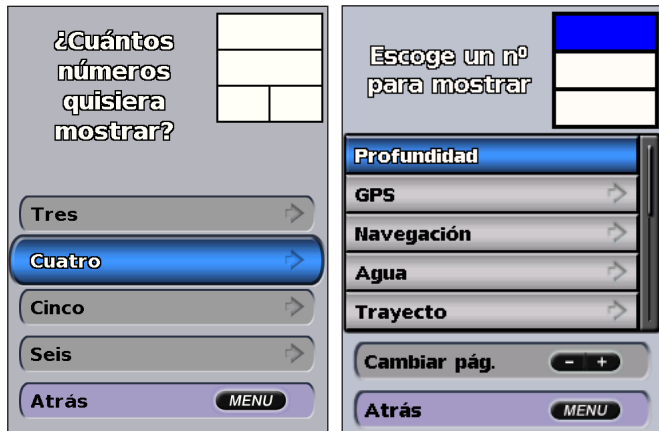 ¿Cuántos
números
quisiera
mostrar?
Tres
Cuatro
Cinco
Seis
Atrás MENU
Escoge un nº
para mostrar
Profundidad
GPS
Navegación
Agua
Trayecto
Cambiar pág. - +
Atrás MENU